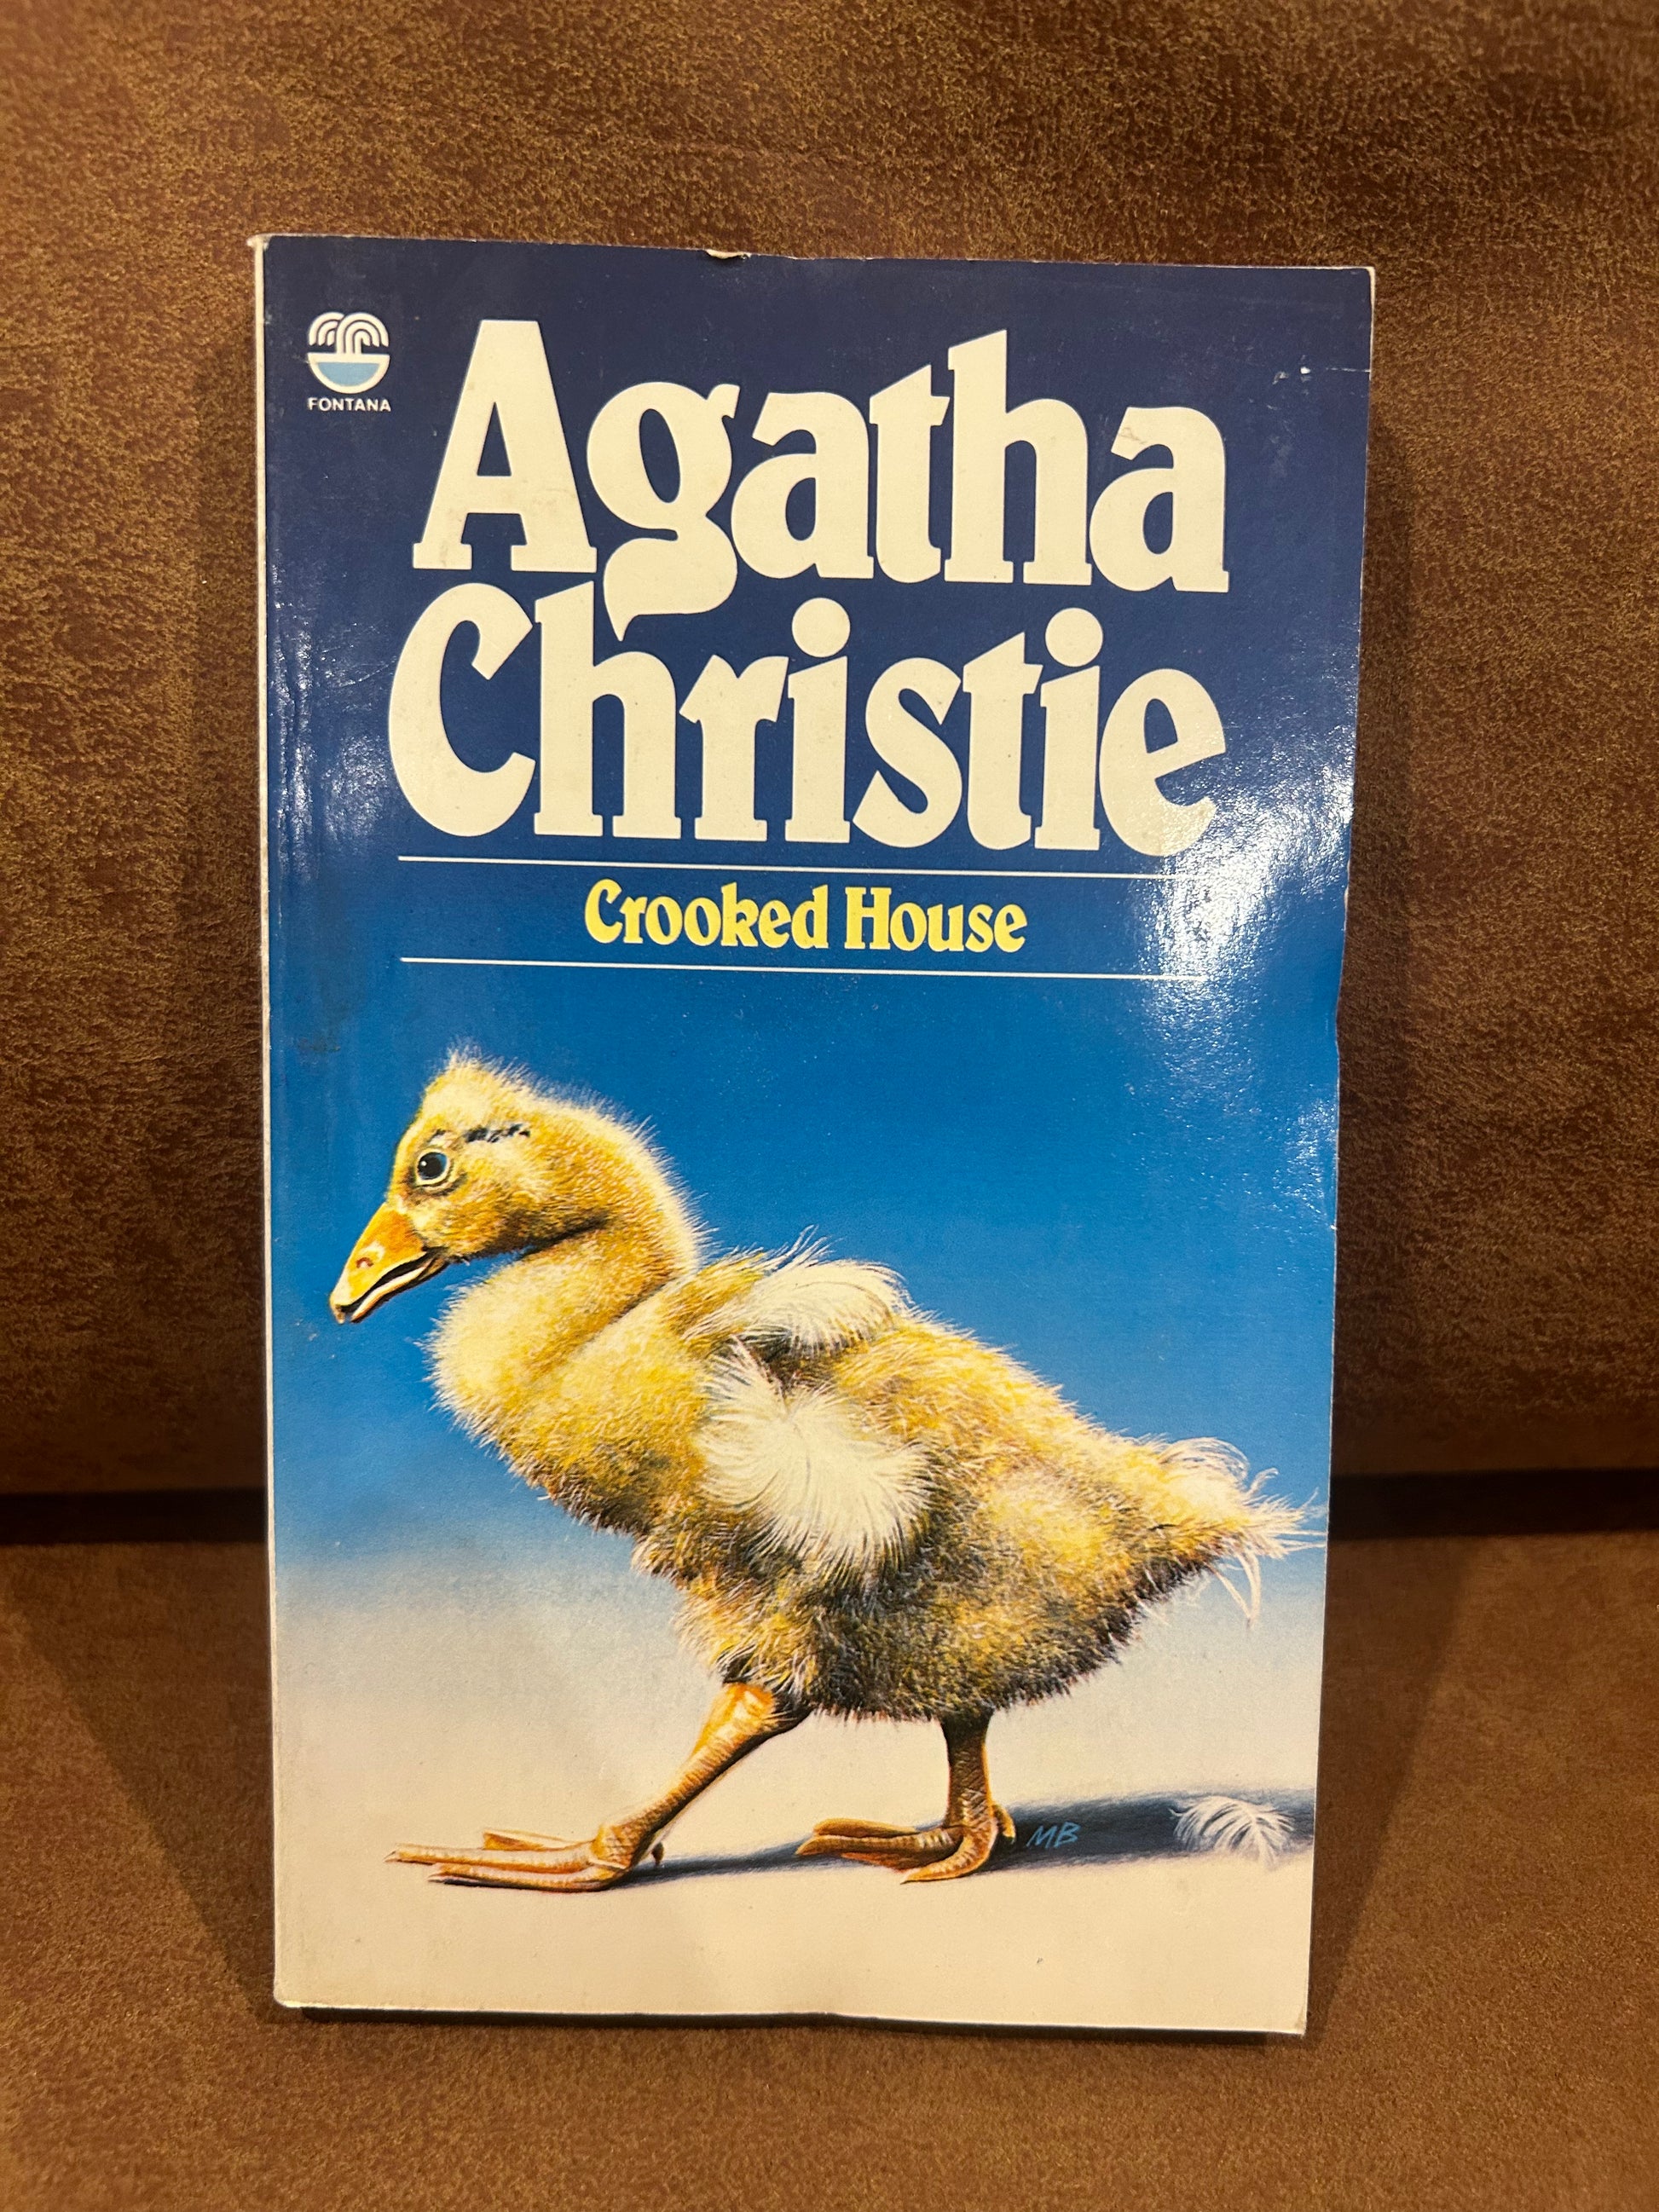 FONTANA
Agatha
Christie
Crooked House
MB